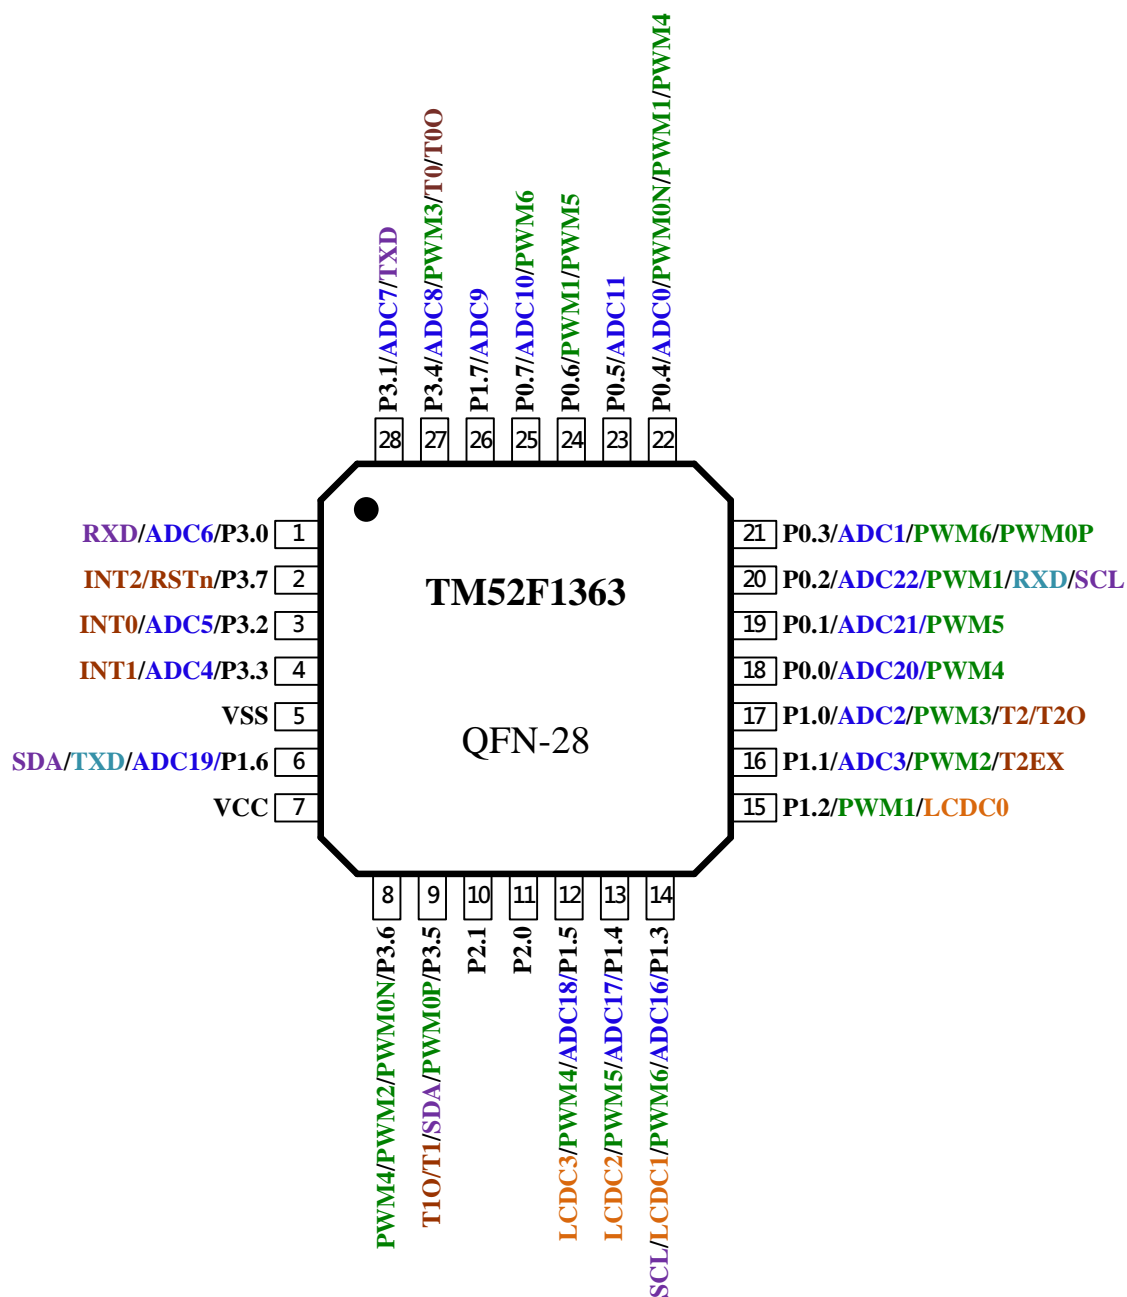 P3.1/ADC7/TXD
P3.4/ADC8/PWM3/T0/T0O
P1.7/ADC9
P0.7/ADC10/PWM6
P0.6/PWM1/PWM5
P0.5/ADC11
P0.4/ADC0/PWM0N/PWM1/PWM4
28 27 26 25 24 23 22
RXD/ADC6/P3.0 1
INT2/RSTn/P3.7 2
INT0/ADC5/P3.2 3
INT1/ADC4/P3.3 4
VSS 5
SDA/TXD/ADC19/P1.6 6
VCC 7
TM52F1363
QFN-28
21 P0.3/ADC1/PWM6/PWM0P
20 P0.2/ADC22/PWM1/RXD/SCL
19 P0.1/ADC21/PWM5
18 P0.0/ADC20/PWM4
17 P1.0/ADC2/PWM3/T2/T2O
16 P1.1/ADC3/PWM2/T2EX
15 P1.2/PWM1/LCDC0
8 9 10 11 12 13 14
PWM4/PWM2/PWM0N/P3.6
T1O/T1/SDA/PWM0P/P3.5
P2.1
P2.0
LCDC3/PWM4/ADC18/P1.5
LCDC2/PWM5/ADC17/P1.4
SCL/LCDC1/PWM6/ADC16/P1.3